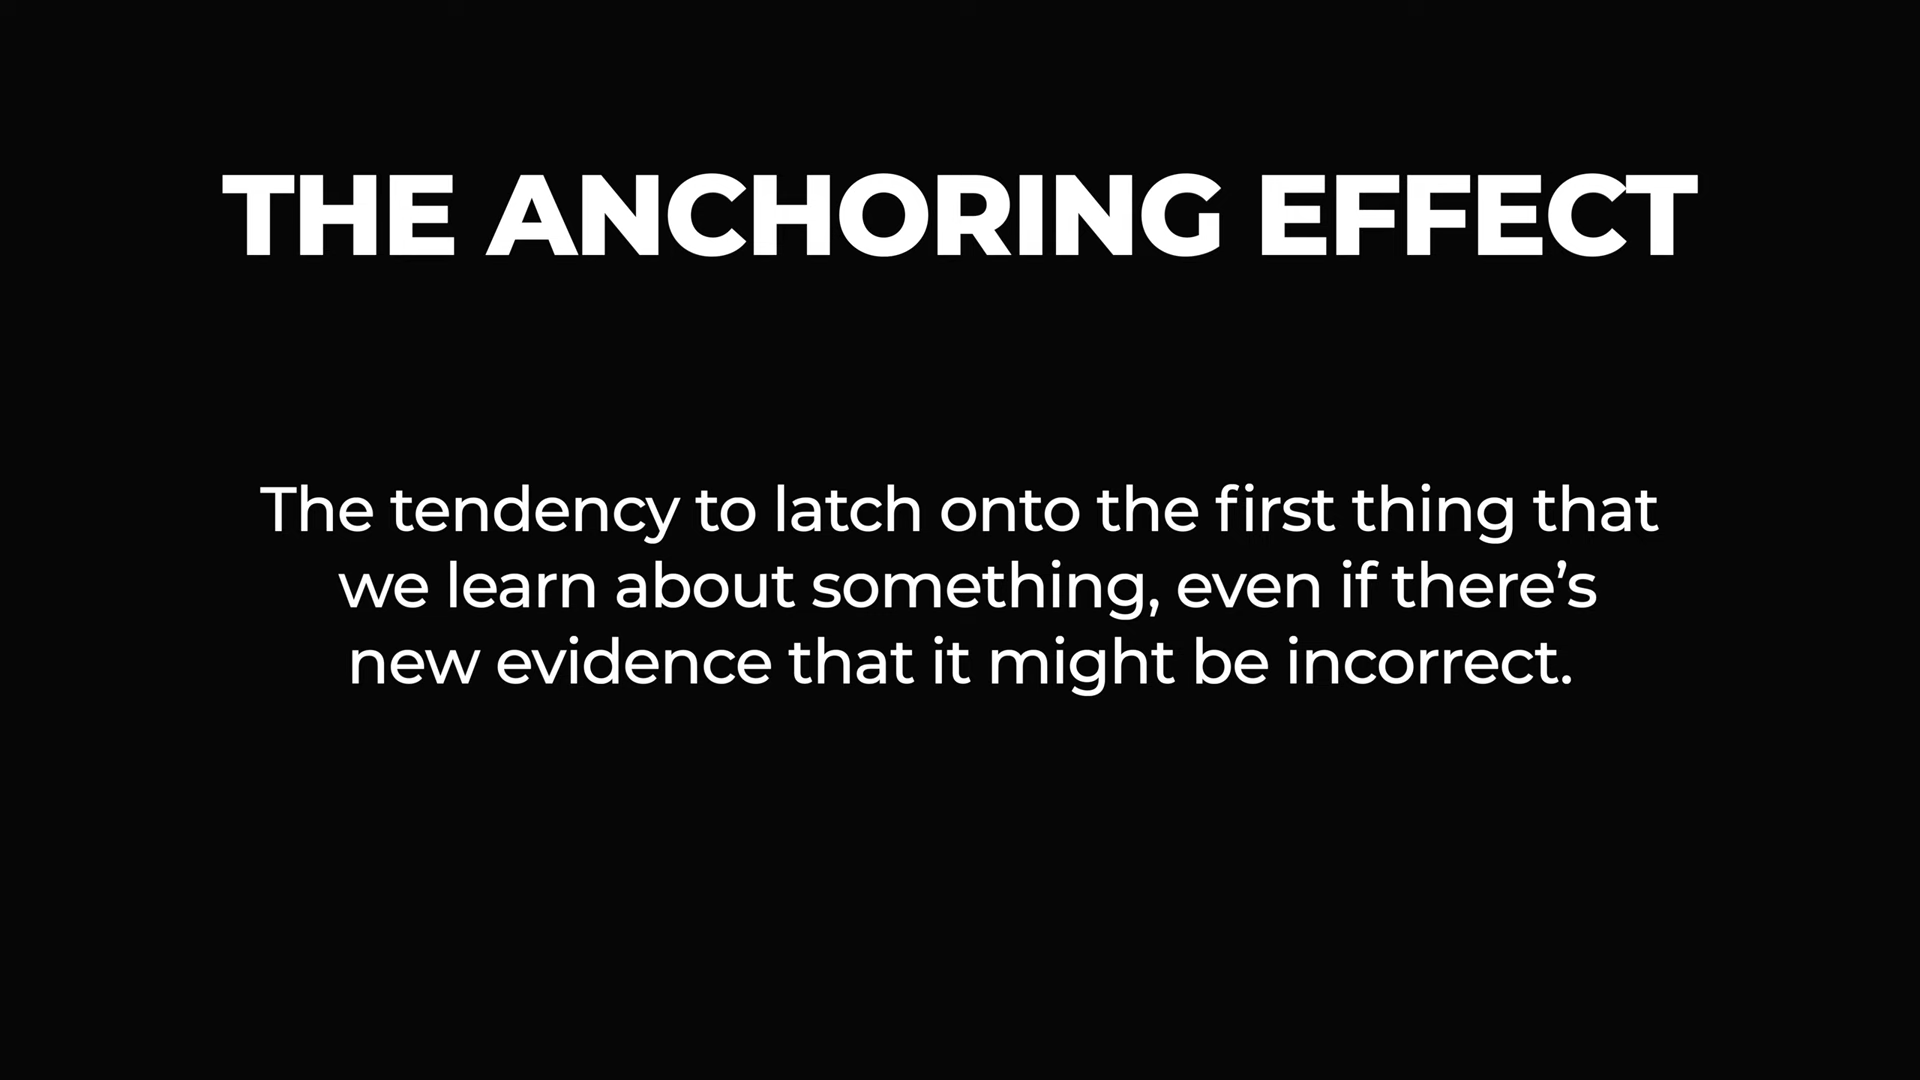 THE ANCHORING EFFECT
The tendency to latch onto the first thing that
we learn about something, even if there’s
new evidence that it might be incorrect.